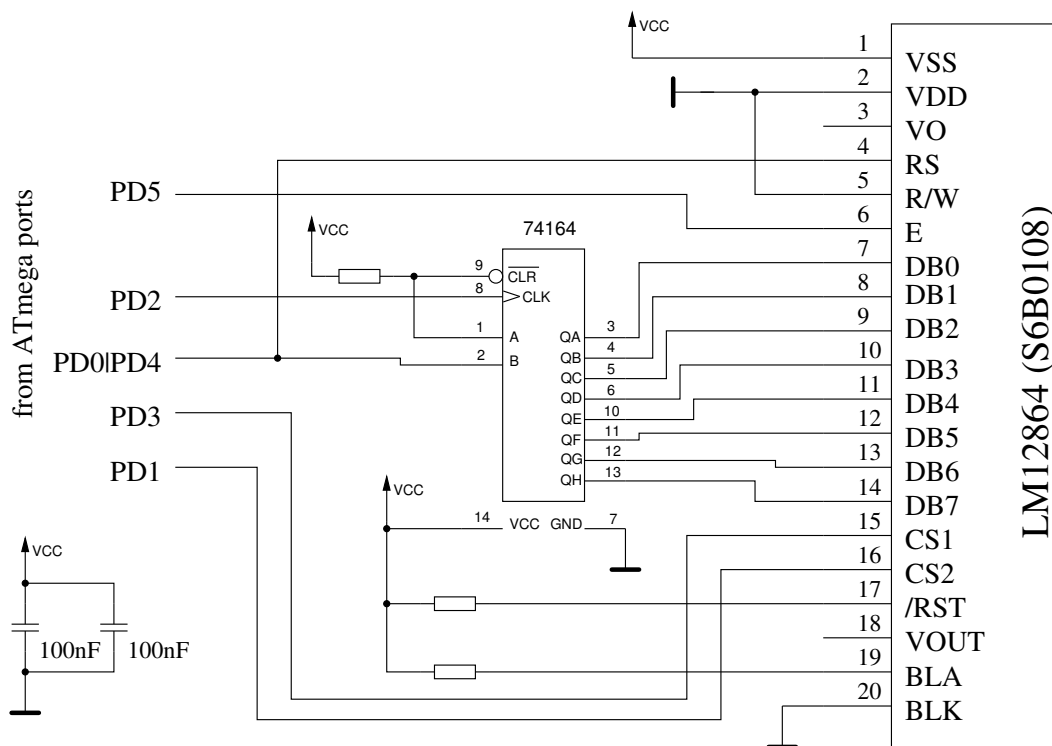 VCC
1
VSS
2
VDD
3
VO
4
RS
PD5
5
R/W
6
E
74164
VCC
7
DB0
9
CLR
8
CLK
PD2
8
DB1
1
A
QA
3
9
DB2
2
B
QB
4
PD0|PD4
QC
5
10
DB3
QD
6
PD3
QE
10
11
DB4
QF
11
12
DB5
PD1
QG
12
13
DB6
QH
13
14
DB7
VCC
14
VCC
GND
7
15
CS1
16
CS2
VCC
17
/RST
100nF
100nF
18
VOUT
19
BLA
20
BLK
from ATmega ports
LM12864 (S6B0108)